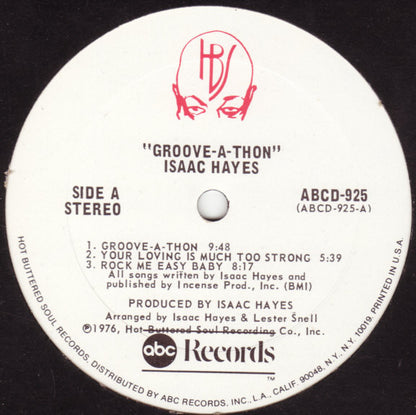 HBS
"GROOVE-A-THON"
ISAAC HAYES
SIDE A
STEREO
ABCD-925
(ABCD-925-A)
1. GROOVE-A-THON 9:48
2. YOUR LOVING IS MUCH TOO STRONG 5:39
3. ROCK ME EASY BABY 8:17
All songs written by Isaac Hayes and
published by Incense Prod., Inc. (BMI)
PRODUCED BY ISAAC HAYES
Arranged by Isaac Hayes & Lester Snell
©1976, Hot Buttered Soul Recording Co., Inc.
abc Records
TM
HOT BUTTERED SOUL RECORDS, DISTRIBUTED BY ABC RECORDS, INC., L.A., CALIF. 90048, N.Y., N.Y. 10019. PRINTED IN U.S.A.